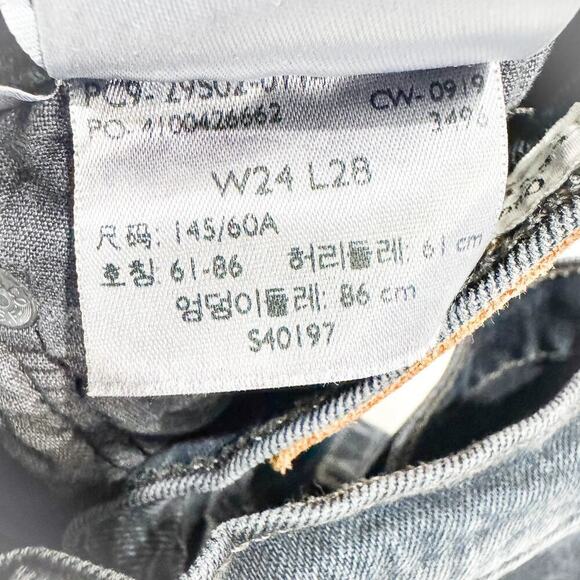 PC9- 29502-01
CW-0919
PO- 4100426662
3496
W24 L28
尺码: 145/60A
호칭: 61-86 허리둘레: 61 cm
엉덩이둘레: 86 cm
S40197